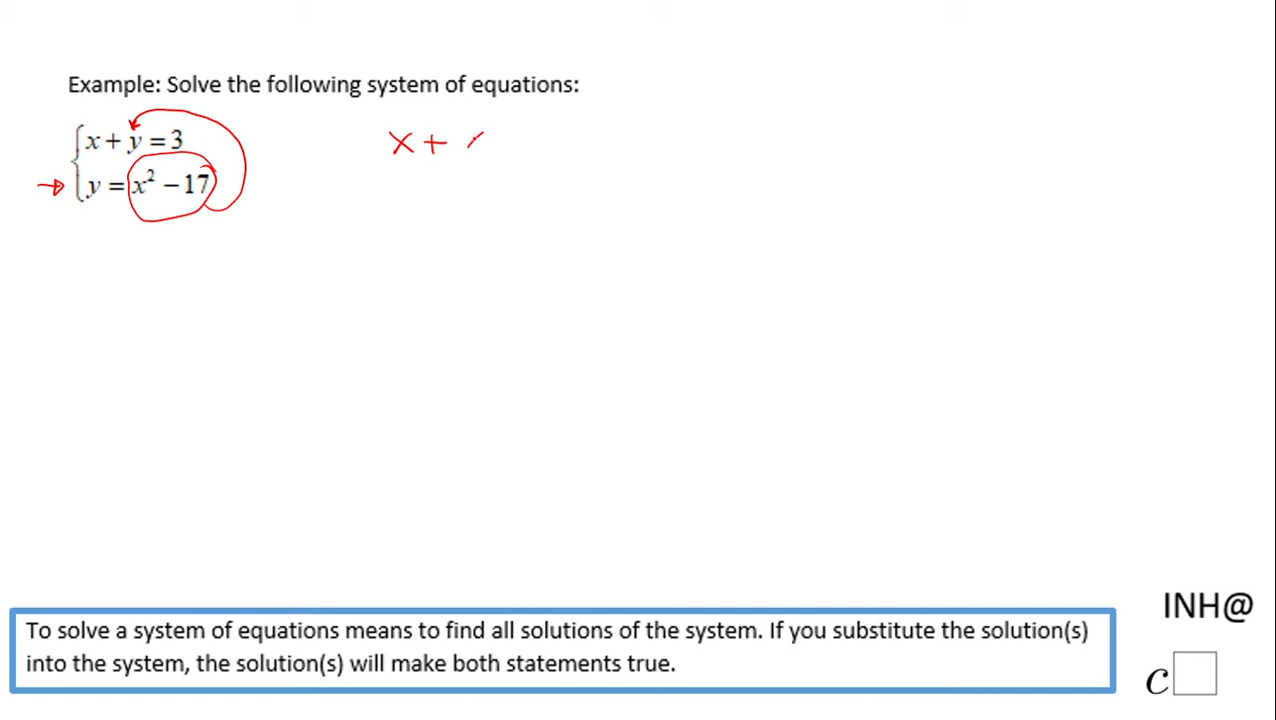 Example: Solve the following system of equations:
x + y = 3
y = x² − 17
x +
INH@
To solve a system of equations means to find all solutions of the system. If you substitute the solution(s)
into the system, the solution(s) will make both statements true.
c